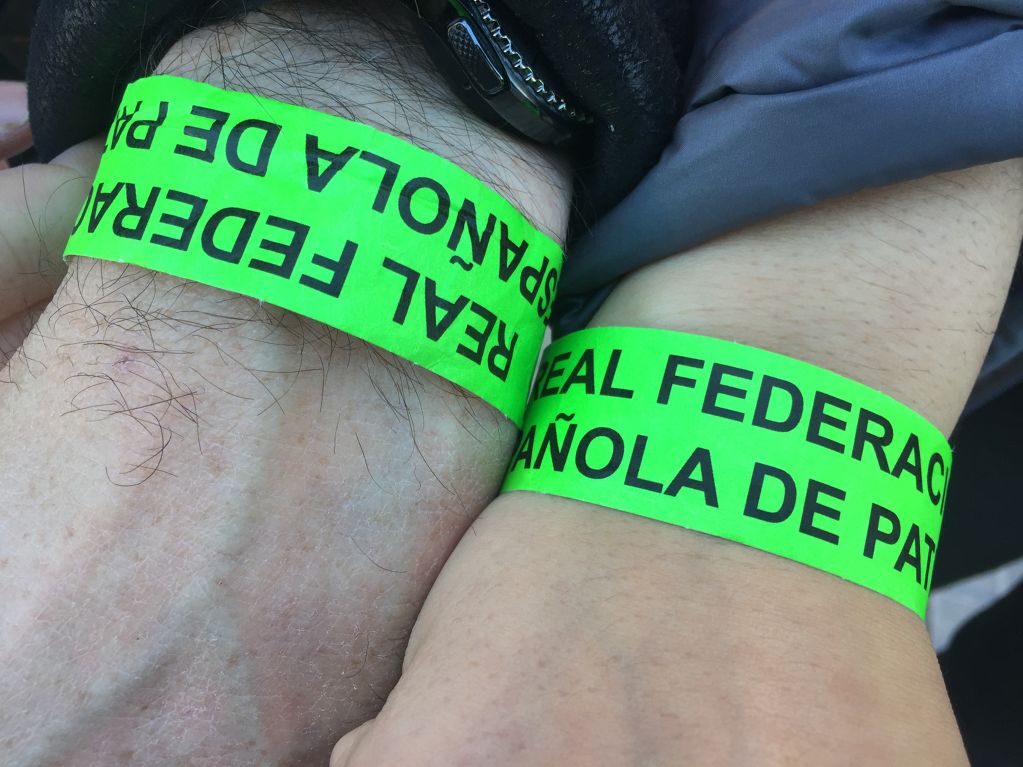 REAL FEDERAC
ESPAÑOLA DE PA
REAL FEDERAC
AÑOLA DE PAT